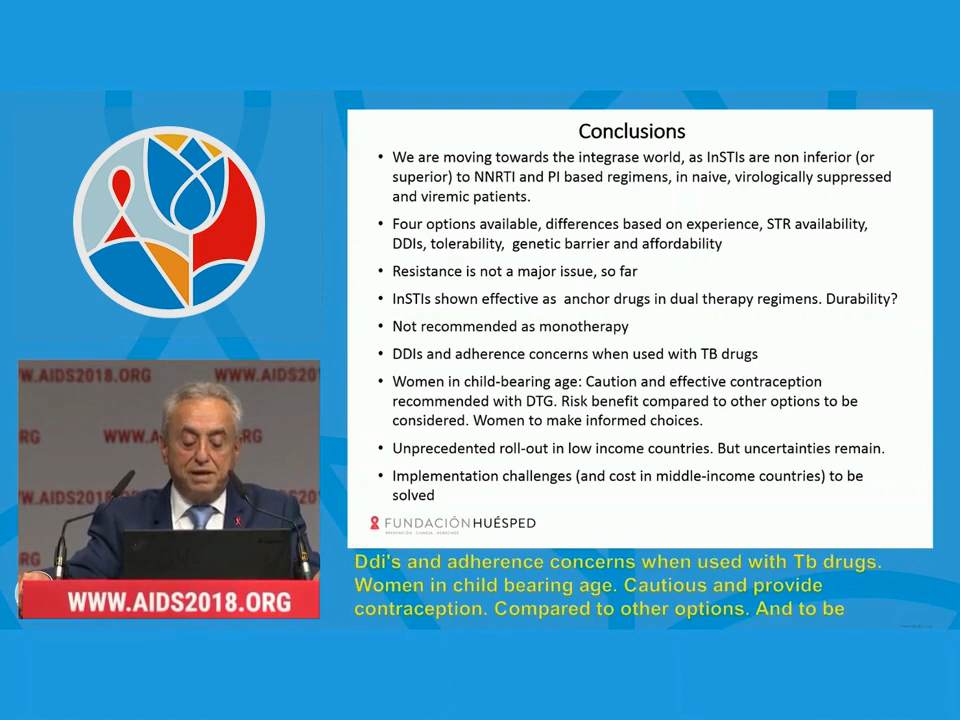 Conclusions
• We are moving towards the integrase world, as InSTIs are non inferior (or
superior) to NNRTI and PI based regimens, in naive, virologically suppressed
and viremic patients.
• Four options available, differences based on experience, STR availability,
DDIs, tolerability, genetic barrier and affordability
• Resistance is not a major issue, so far
• InSTIs shown effective as anchor drugs in dual therapy regimens. Durability?
• Not recommended as monotherapy
• DDIs and adherence concerns when used with TB drugs
• Women in child-bearing age: Caution and effective contraception
recommended with DTG. Risk benefit compared to other options to be
considered. Women to make informed choices.
• Unprecedented roll-out in low income countries. But uncertainties remain.
• Implementation challenges (and cost in middle-income countries) to be
solved
FUNDACIÓN HUÉSPED
PREVENCIÓN . CIENCIA . DERECHOS
Ddi's and adherence concerns when used with Tb drugs.
Women in child bearing age. Cautious and provide
contraception. Compared to other options. And to be
W.AIDS2018.ORG
WWW.AIDS20
RG
WWW.A
G
W.AIDS2018
RG
WWW.AIDS2018.ORG